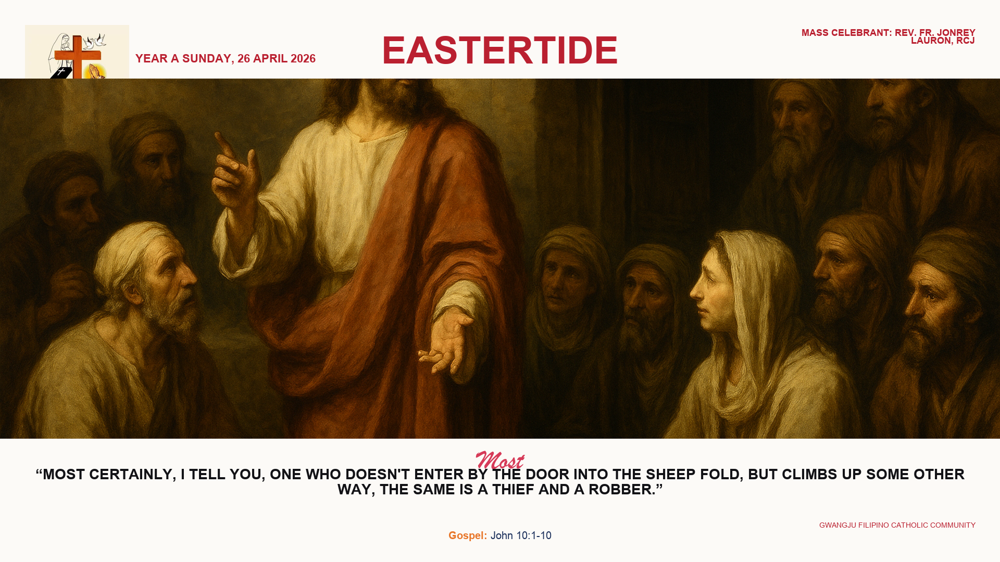 YEAR A SUNDAY, 26 APRIL 2026
EASTERTIDE
MASS CELEBRANT: REV. FR. JONREY
LAURON, RCJ
Most
“MOST CERTAINLY, I TELL YOU, ONE WHO DOESN'T ENTER BY THE DOOR INTO THE SHEEP FOLD, BUT CLIMBS UP SOME OTHER
WAY, THE SAME IS A THIEF AND A ROBBER.”
Gospel: John 10:1-10
GWANGJU FILIPINO CATHOLIC COMMUNITY